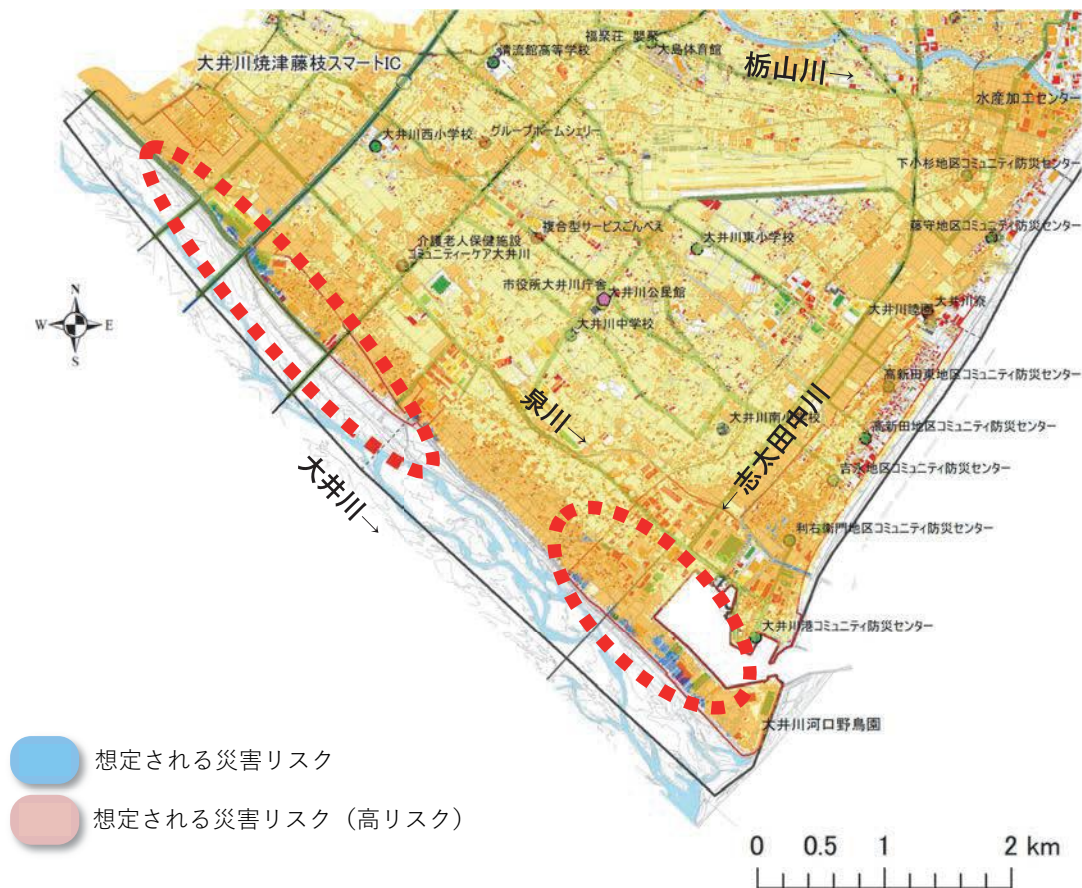 福聚荘 嬰聚
大島体育館
清流館高等学校
大井川焼津藤枝スマートIC
栃山川→
水産加工センター
大井川西小学校
グループホームシェリー
下小杉地区コミュニティ防災センター
複合型サービスごんべえ
藤守地区コミュニティ防災センター
大井川東小学校
介護老人保健施設
コミュニティーケア大井川
N
W
E
S
市役所大井川庁舎
大井川公民館
大井川寮
大井川睦園
大井川中学校
高新田東地区コミュニティ防災センター
泉川→
大井川南小学校
←志太田中川
高新田地区コミュニティ防災センター
吉永地区コミュニティ防災センター
大井川→
利右衛門地区コミュニティ防災センター
大井川港コミュニティ防災センター
大井川河口野鳥園
想定される災害リスク
想定される災害リスク（高リスク）
0 0.5 1 2 km